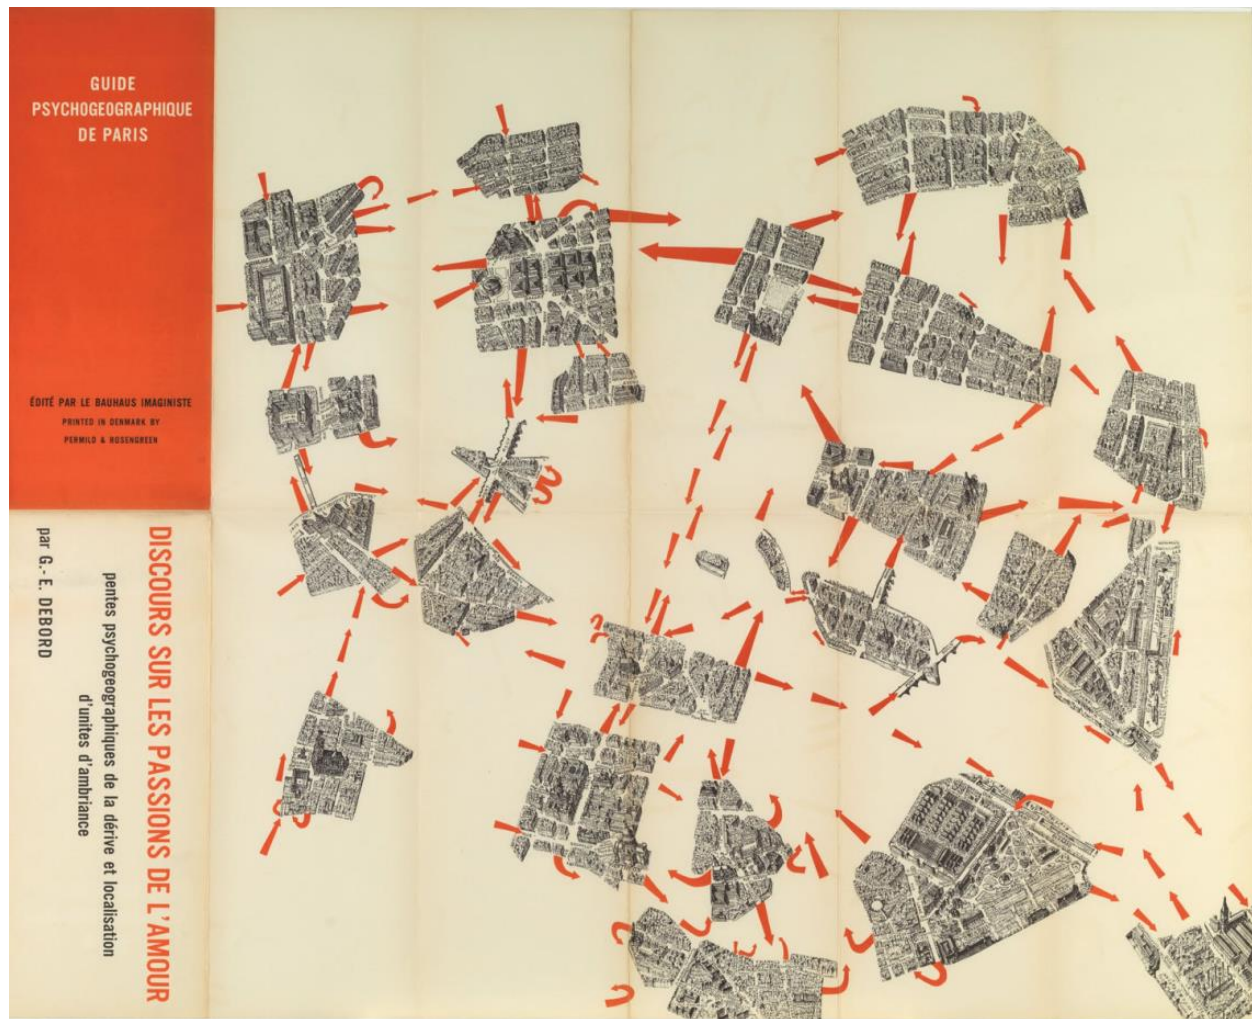 GUIDE
PSYCHOGEOGRAPHIQUE
DE PARIS
ÉDITÉ PAR LE BAUHAUS IMAGINISTE
PRINTED IN DENMARK BY
PERMILD & ROSENGREEN
DISCOURS SUR LES PASSIONS DE L'AMOUR
pentes psychogeographiques de la dérive et localisation
d'unites d'ambriance
par G.-E. DEBORD